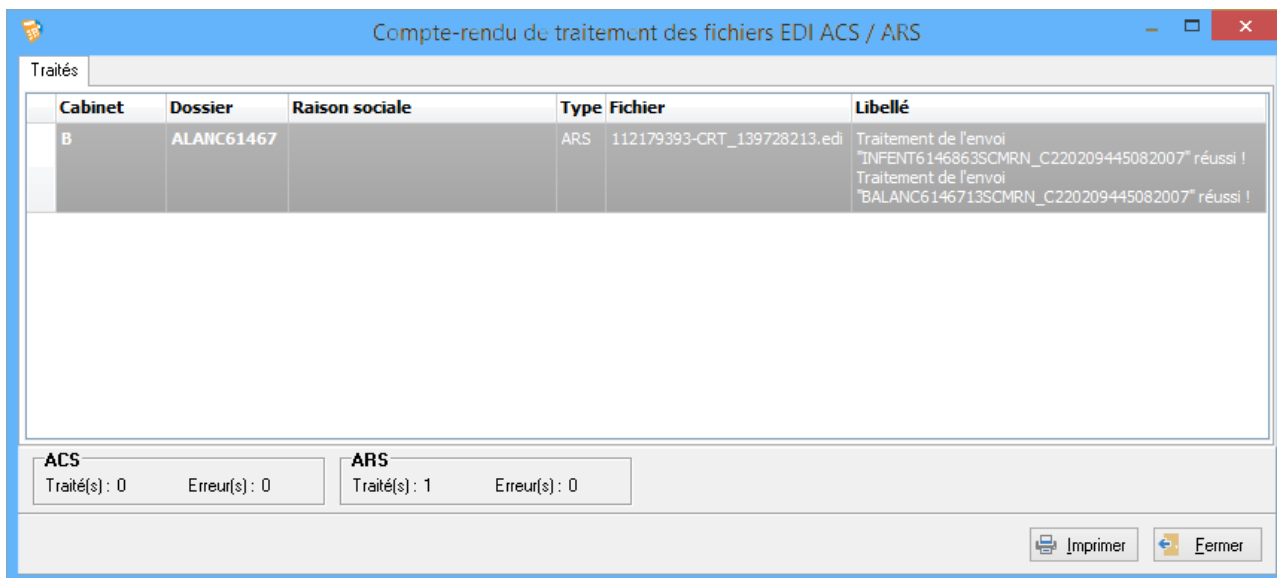 Compte-rendu de traitement des fichiers EDI ACS / ARS
Traités
Cabinet Dossier Raison sociale Type Fichier Libellé
B ALANC61467 ARS 112179393-CRT_139728213.edi Traitement de l'envoi
"INFENT6146863SCMRN_C220209445082007" réussi !
Traitement de l'envoi
"BALANC6146713SCMRN_C220209445082007" réussi !
ACS ARS
Traité(s) : 0 Erreur(s) : 0 Traité(s) : 1 Erreur(s) : 0
Imprimer Fermer